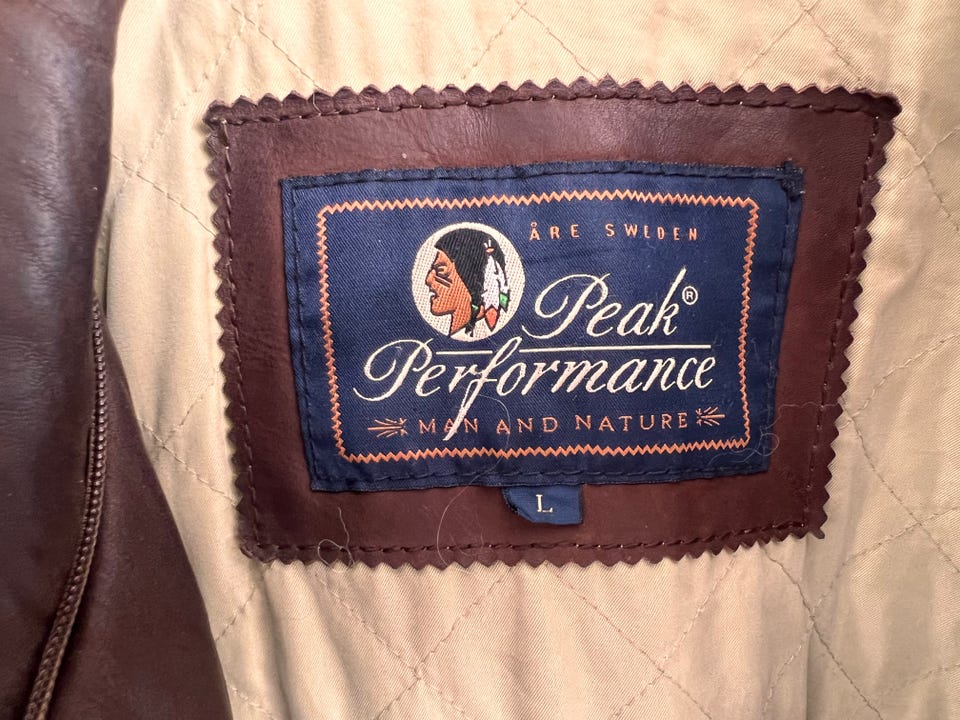 ÅRE SWEDEN
Peak®
Performance
MAN AND NATURE
L